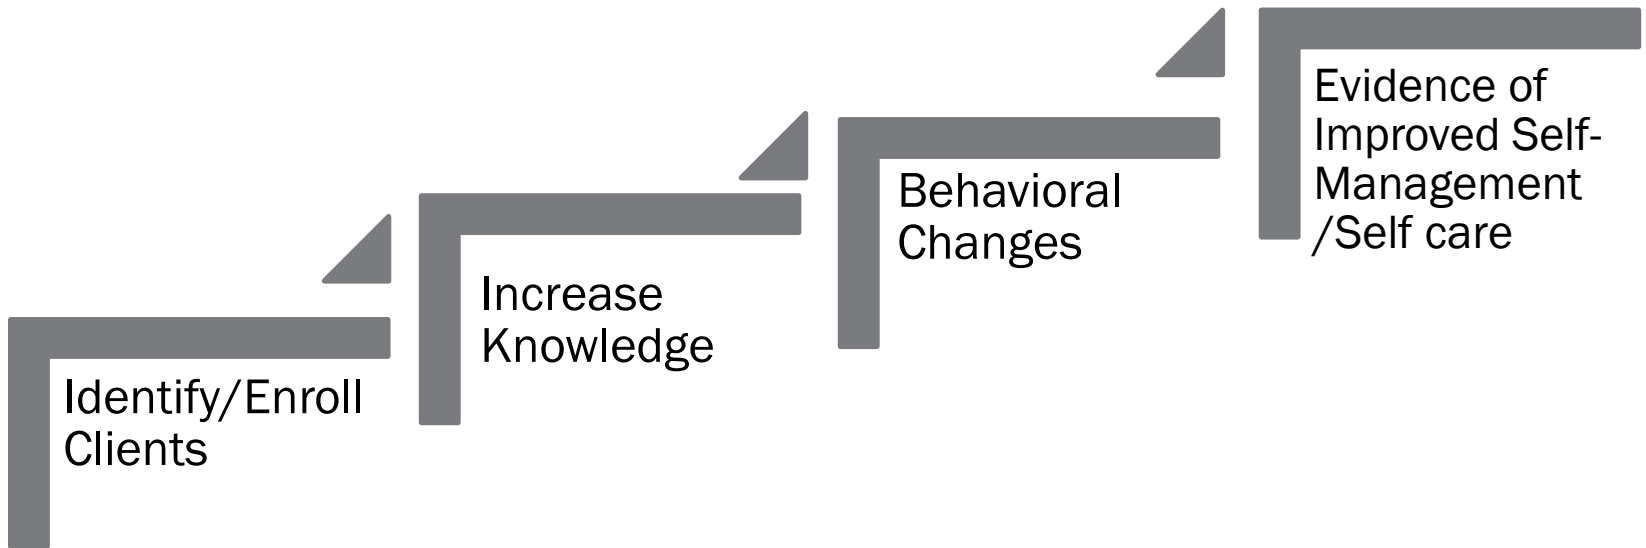 Identify/Enroll
Clients
Increase
Knowledge
Behavioral
Changes
Evidence of
Improved Self-
Management
/Self care